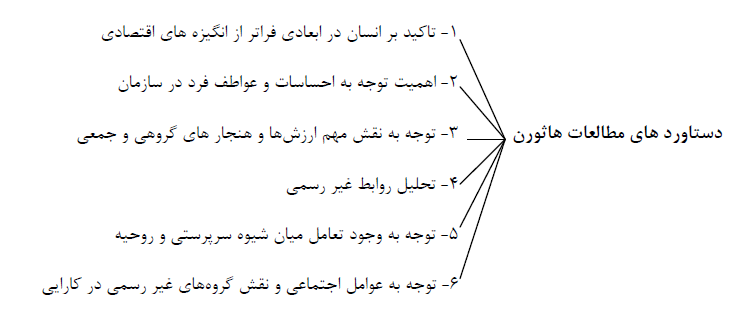 دستاورد های مطالعات هاثورن
۱- تاکید بر انسان در ابعادی فراتر از انگیزه های اقتصادی
۲- اهمیت توجه به احساسات و عواطف فرد در سازمان
۳- توجه به نقش مهم ارزش‌ها و هنجار های گروهی و جمعی
۴- تحلیل روابط غیر رسمی
۵- توجه به وجود تعامل میان شیوه سرپرستی و روحیه
۶- توجه به عوامل اجتماعی و نقش گروه‌های غیر رسمی در کارایی